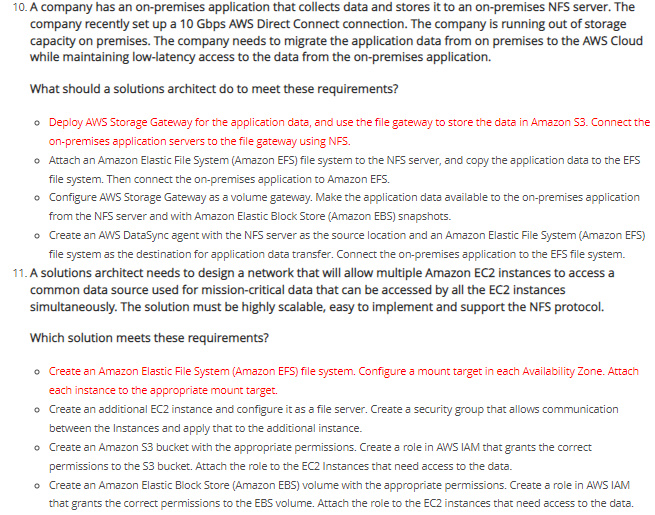 10. A company has an on-premises application that collects data and stores it to an on-premises NFS server. The
company recently set up a 10 Gbps AWS Direct Connect connection. The company is running out of storage
capacity on premises. The company needs to migrate the application data from on premises to the AWS Cloud
while maintaining low-latency access to the data from the on-premises application.
What should a solutions architect do to meet these requirements?
Deploy AWS Storage Gateway for the application data, and use the file gateway to store the data in Amazon S3. Connect the
on-premises application servers to the file gateway using NFS.
Attach an Amazon Elastic File System (Amazon EFS) file system to the NFS server, and copy the application data to the EFS
file system. Then connect the on-premises application to Amazon EFS.
Configure AWS Storage Gateway as a volume gateway. Make the application data available to the on-premises application
from the NFS server and with Amazon Elastic Block Store (Amazon EBS) snapshots.
Create an AWS DataSync agent with the NFS server as the source location and an Amazon Elastic File System (Amazon EFS)
file system as the destination for application data transfer. Connect the on-premises application to the EFS file system.
11. A solutions architect needs to design a network that will allow multiple Amazon EC2 instances to access a
common data source used for mission-critical data that can be accessed by all the EC2 instances
simultaneously. The solution must be highly scalable, easy to implement and support the NFS protocol.
Which solution meets these requirements?
Create an Amazon Elastic File System (Amazon EFS) file system. Configure a mount target in each Availability Zone. Attach
each instance to the appropriate mount target.
Create an additional EC2 instance and configure it as a file server. Create a security group that allows communication
between the Instances and apply that to the additional instance.
Create an Amazon S3 bucket with the appropriate permissions. Create a role in AWS IAM that grants the correct
permissions to the S3 bucket. Attach the role to the EC2 Instances that need access to the data.
Create an Amazon Elastic Block Store (Amazon EBS) volume with the appropriate permissions. Create a role in AWS IAM
that grants the correct permissions to the EBS volume. Attach the role to the EC2 instances that need access to the data.